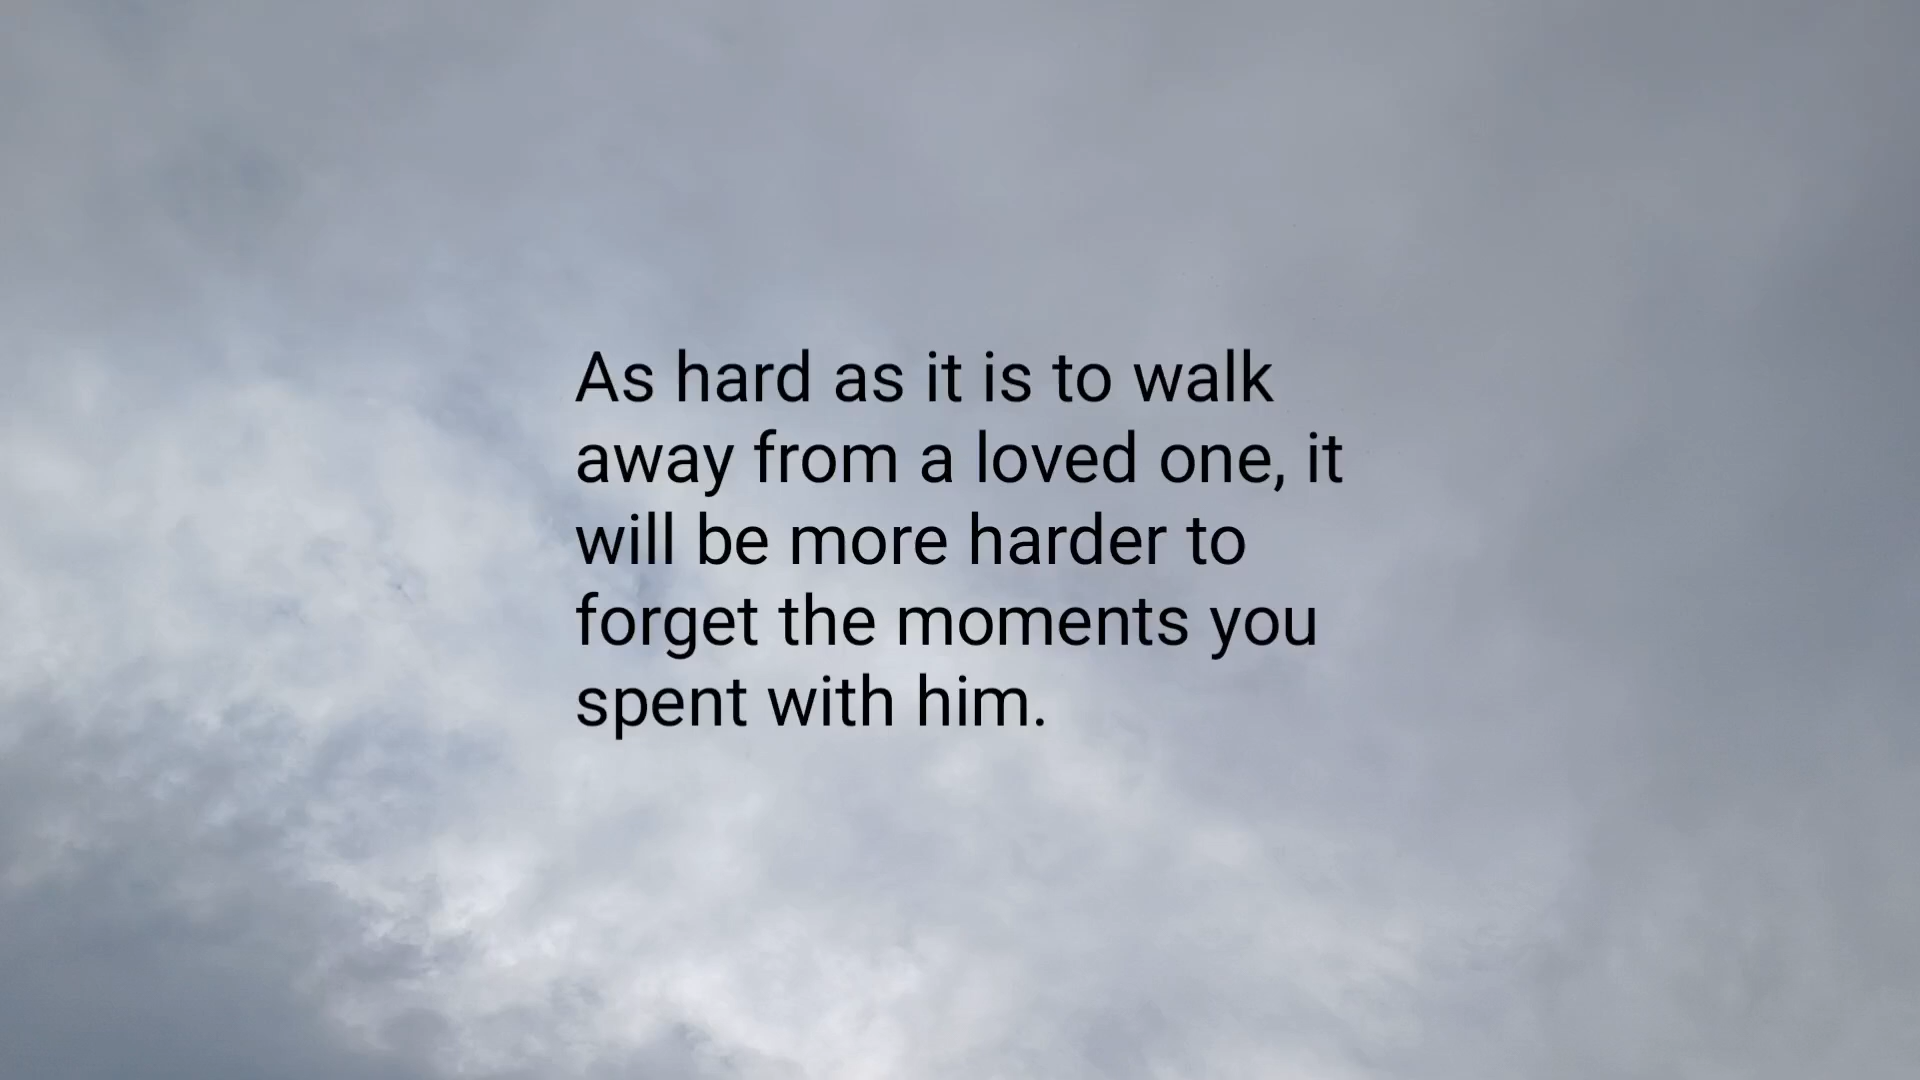 As hard as it is to walk
away from a loved one, it
will be more harder to
forget the moments you
spent with him.